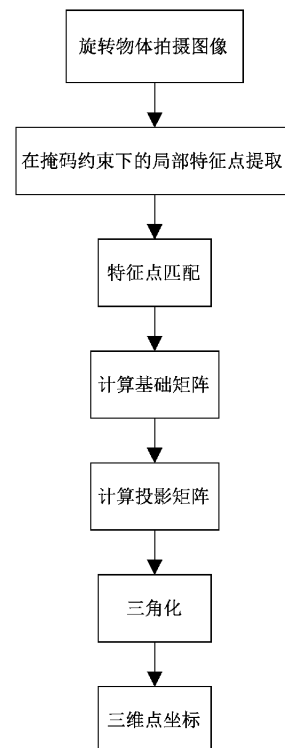 旋转物体拍摄图像
在掩码约束下的局部特征点提取
特征点匹配
计算基础矩阵
计算投影矩阵
三角化
三维点坐标